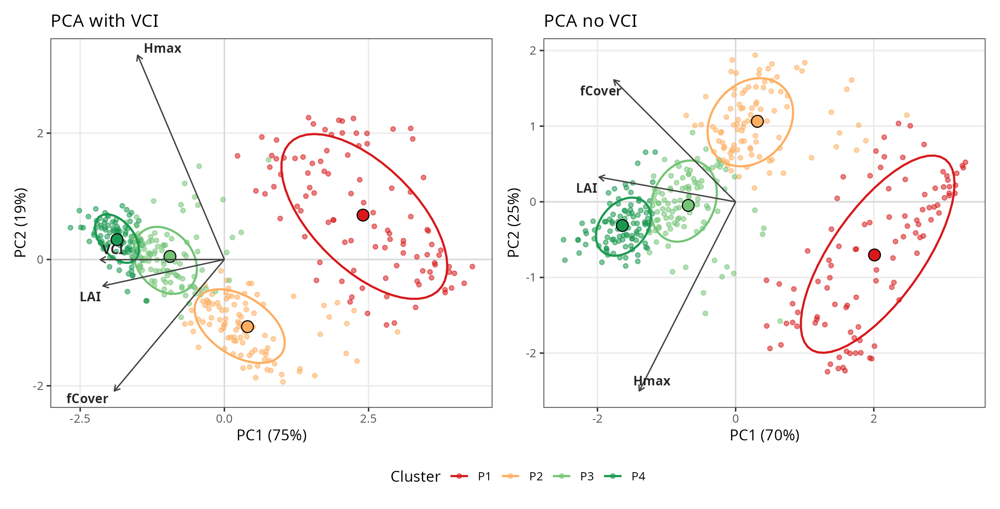 PCA with VCI
PCA no VCI
Hmax
VCI
LAI
fCover
2
0
-2
PC2 (19%)
-2.5
0.0
2.5
PC1 (75%)
fCover
LAI
Hmax
2
1
0
-1
-2
PC2 (25%)
-2
0
2
PC1 (70%)
Cluster P1 P2 P3 P4